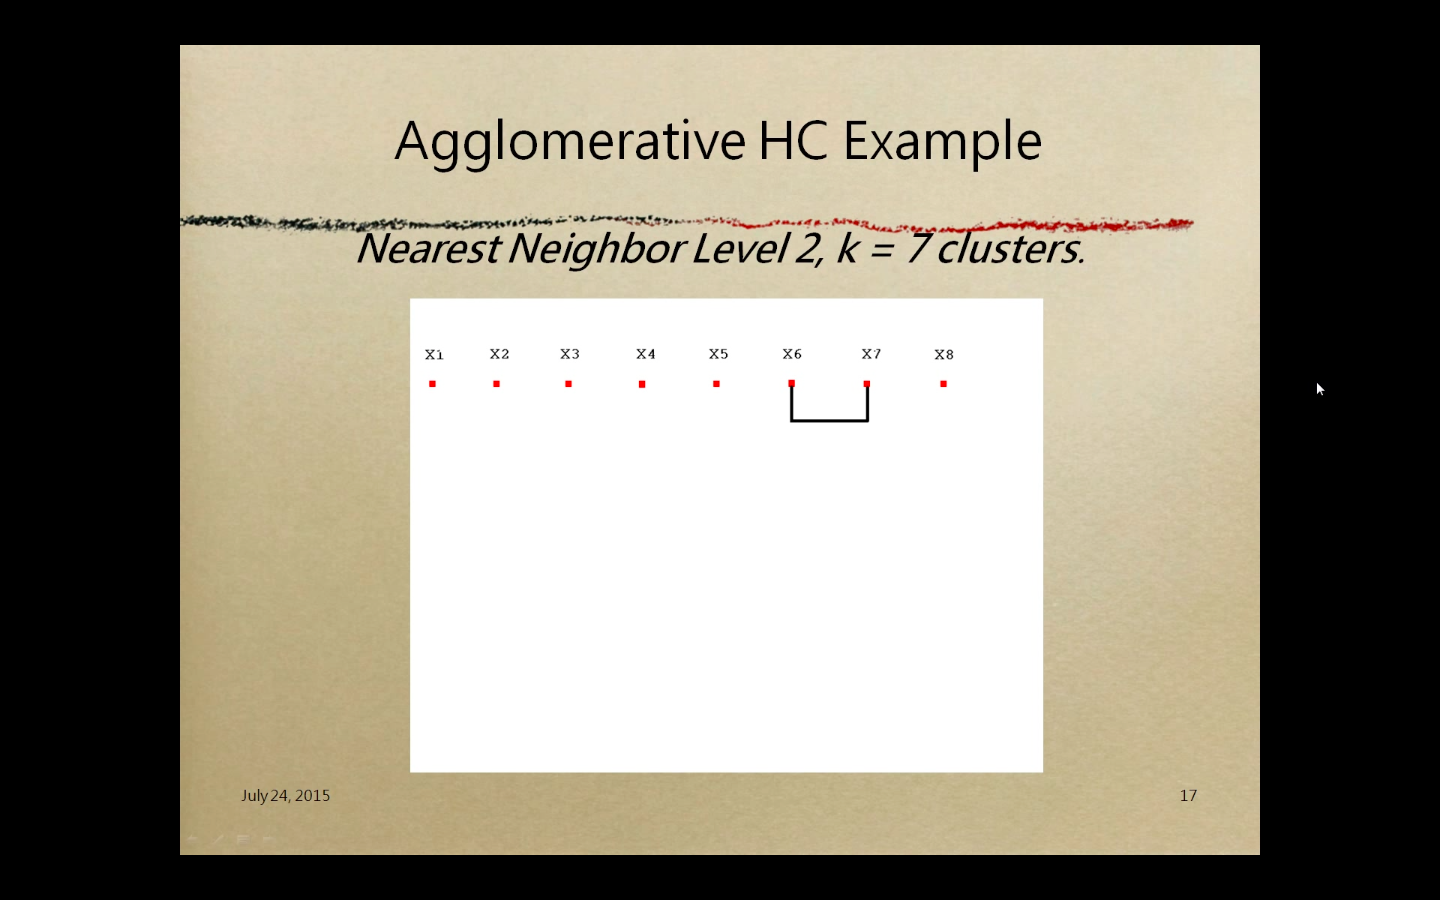 Agglomerative HC Example
Nearest Neighbor Level 2, k = 7 clusters.
X1 X2 X3 X4 X5 X6 X7 X8
July 24, 2015
17